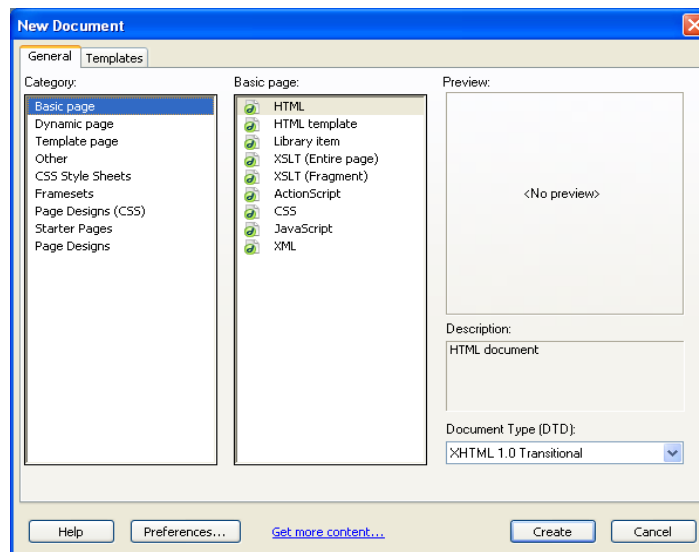 New Document
General
Templates
Category:
Basic page
Dynamic page
Template page
Other
CSS Style Sheets
Framesets
Page Designs (CSS)
Starter Pages
Page Designs
Basic page:
HTML
HTML template
Library item
XSLT (Entire page)
XSLT (Fragment)
ActionScript
CSS
JavaScript
XML
Preview:
<No preview>
Description:
HTML document
Document Type (DTD):
XHTML 1.0 Transitional
Help
Preferences...
Get more content...
Create
Cancel